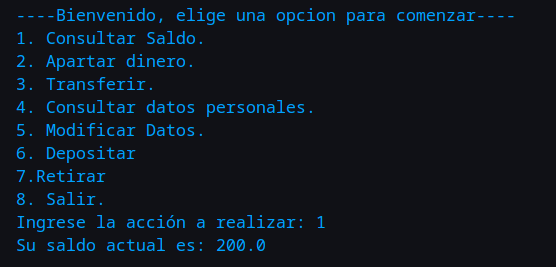 ----Bienvenido, elige una opcion para comenzar----
1. Consultar Saldo.
2. Apartar dinero.
3. Transferir.
4. Consultar datos personales.
5. Modificar Datos.
6. Depositar
7.Retirar
8. Salir.
Ingrese la acción a realizar: 1
Su saldo actual es: 200.0